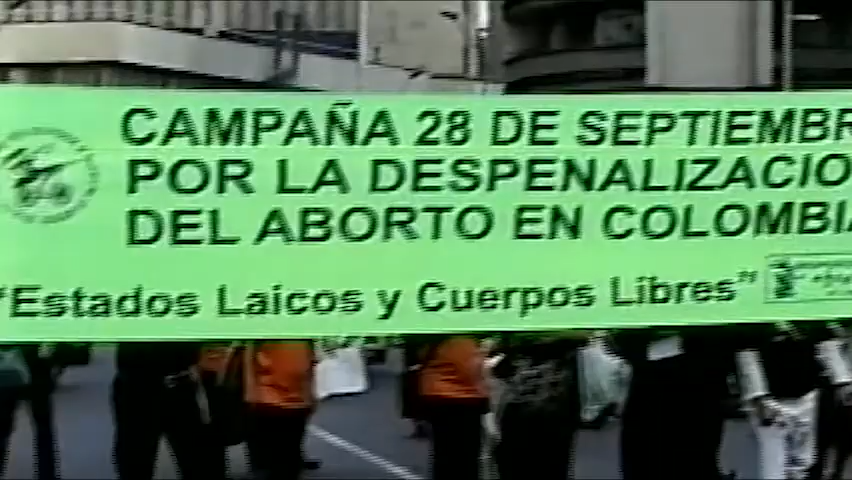 CAMPAÑA 28 DE SEPTIEMBR
POR LA DESPENALIZACIO
DEL ABORTO EN COLOMBIA
"Estados Laicos y Cuerpos Libres"